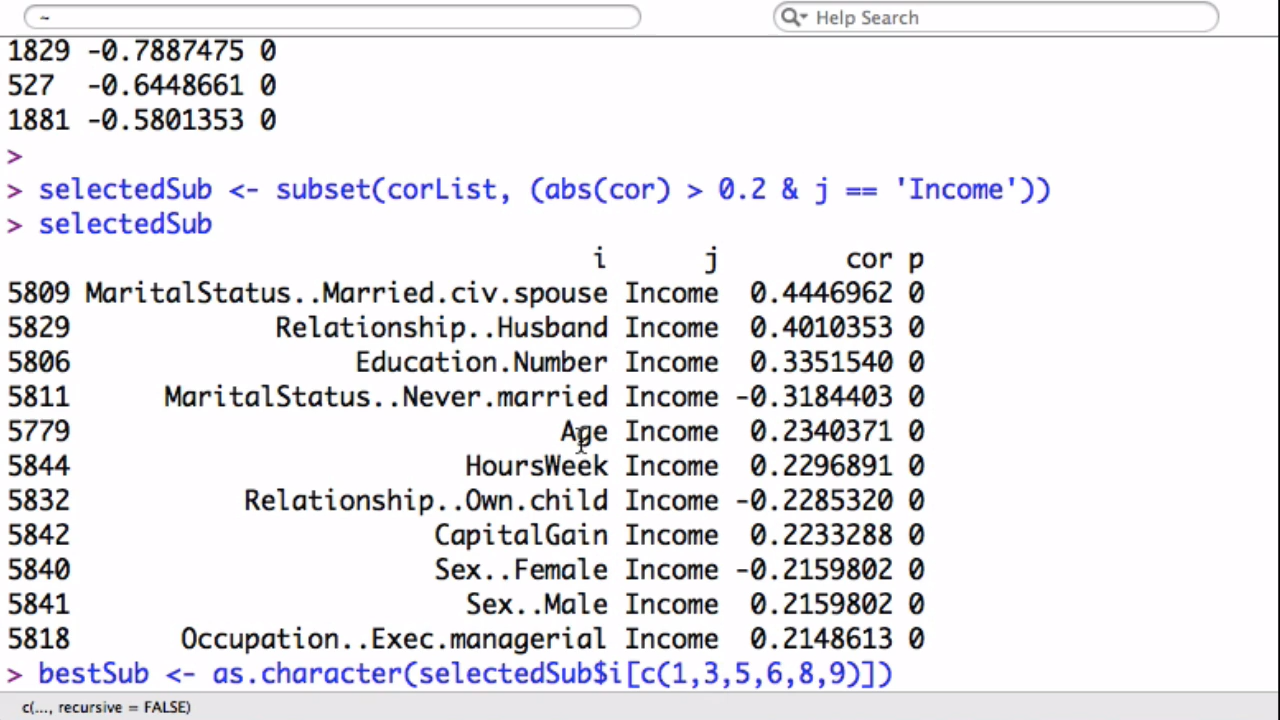 ~
Help Search
1829 -0.7887475 0
527  -0.6448661 0
1881 -0.5801353 0
>
> selectedSub <- subset(corList, (abs(cor) > 0.2 & j == 'Income'))
> selectedSub
i j cor p
5809 MaritalStatus..Married.civ.spouse Income 0.4446962 0
5829 Relationship..Husband Income 0.4010353 0
5806 Education.Number Income 0.3351540 0
5811 MaritalStatus..Never.married Income -0.3184403 0
5779 Age Income 0.2340371 0
5844 HoursWeek Income 0.2296891 0
5832 Relationship..Own.child Income -0.2285320 0
5842 CapitalGain Income 0.2233288 0
5840 Sex..Female Income -0.2159802 0
5841 Sex..Male Income 0.2159802 0
5818 Occupation..Exec.managerial Income 0.2148613 0
> bestSub <- as.character(selectedSub$i[c(1,3,5,6,8,9)])
c(..., recursive = FALSE)